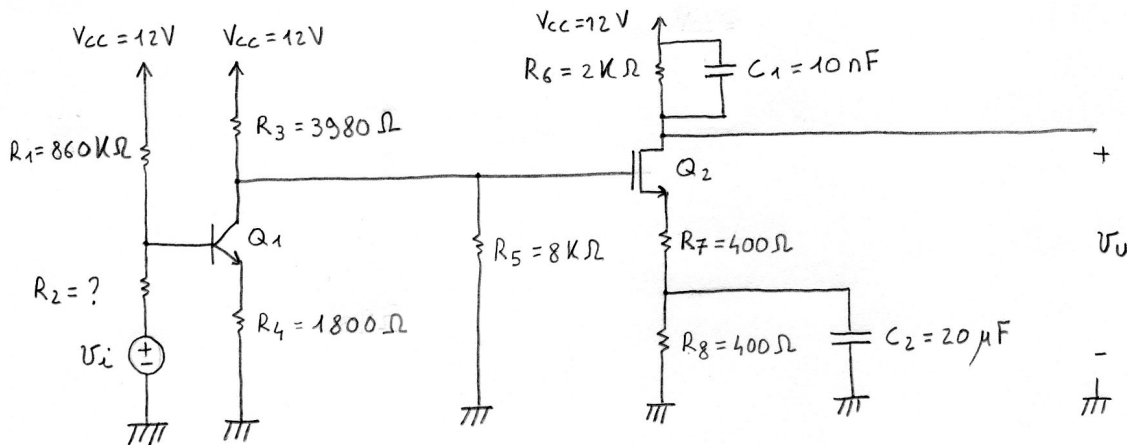 VCC=12V
VCC=12V
VCC=12V
R1=860KΩ
R3=3980Ω
R6=2KΩ
C1=10nF
Q1
Q2
+
R2=?
R5=8KΩ
R7=400Ω
vu
vi
+
-
R4=1800Ω
R8=400Ω
C2=20μF
-